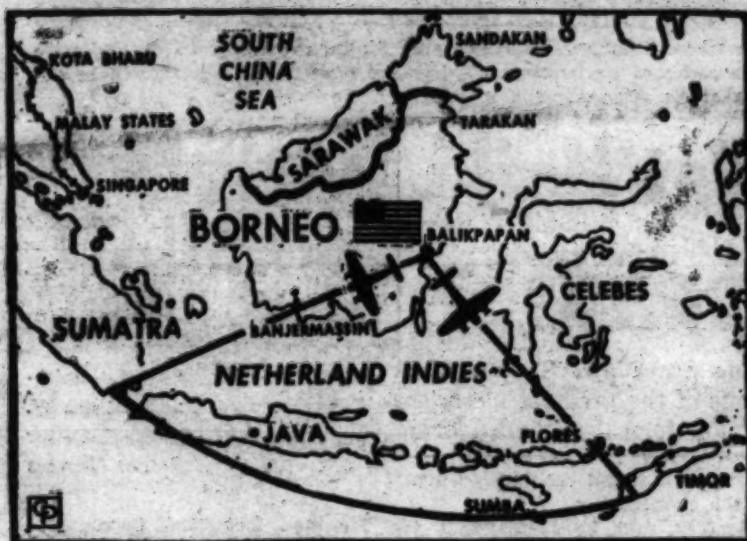 SOUTH
CHINA
SEA
SANDAKAN
KOTA BHARU
MALAY STATES
TARAKAN
SARAWAK
SINGAPORE
BORNEO
BALIKPAPAN
CELEBES
SUMATRA
BANJERMASSIN
NETHERLAND INDIES
JAVA
FLORES
TIMOR
SUMBA
CP